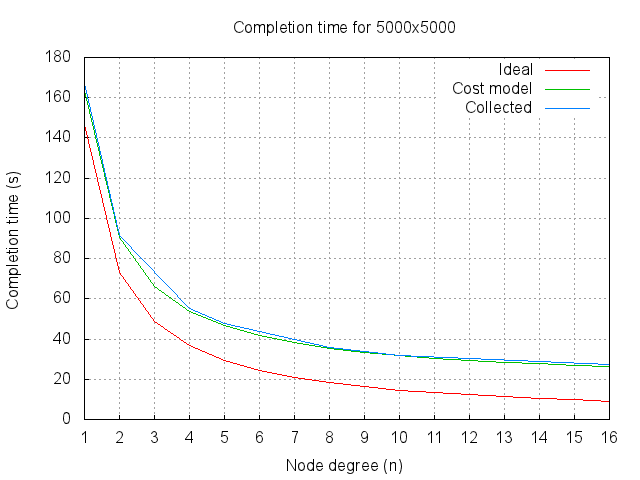 Completion time for 5000x5000
Ideal
Cost model
Collected
Completion time (s)
180
160
140
120
100
80
60
40
20
0
1 2 3 4 5 6 7 8 9 10 11 12 13 14 15 16
Node degree (n)